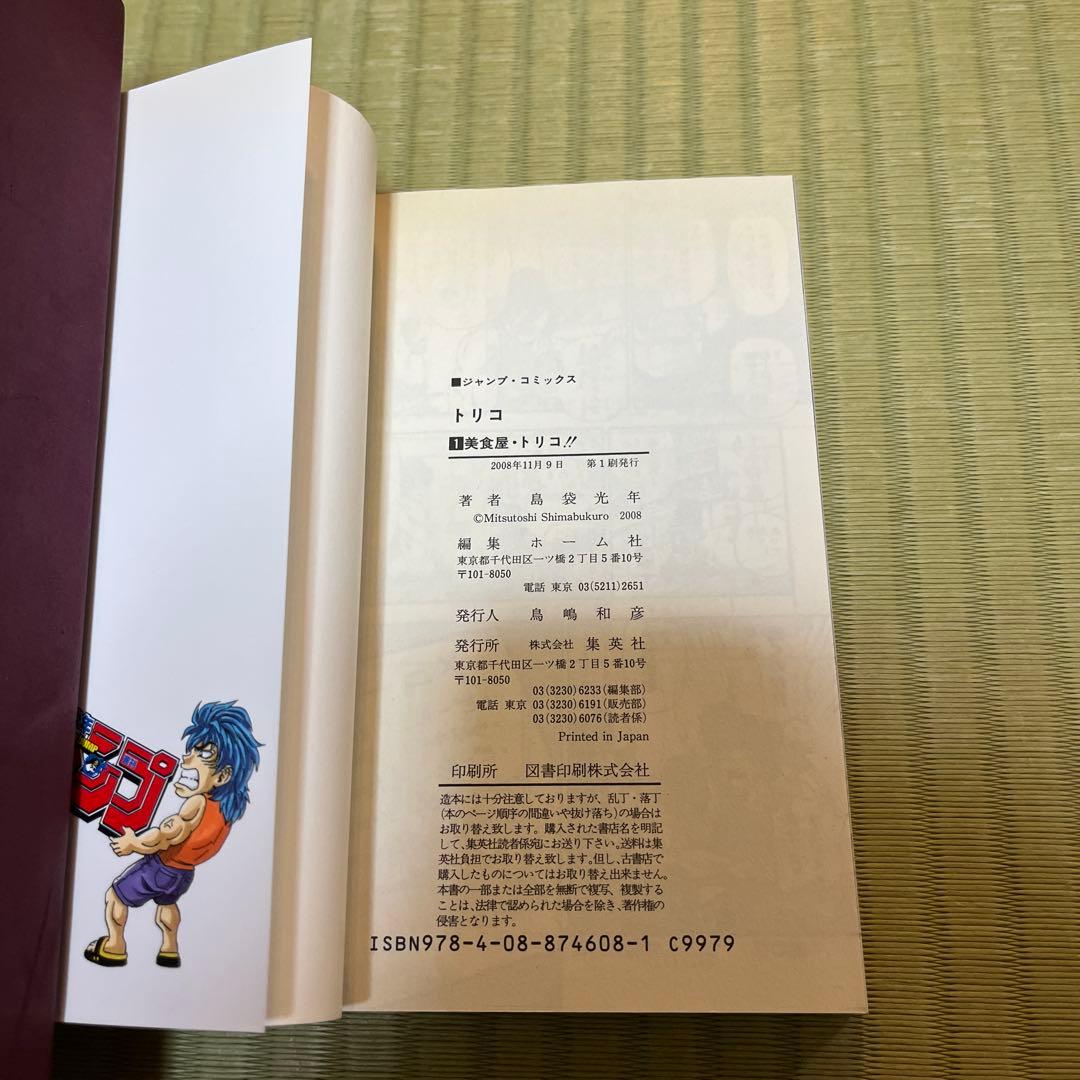 ■ジャンプ・コミックス
トリコ
1美食屋・トリコ!!
2008年11月9日 第1刷発行
著者 島袋光年
©Mitsutoshi Shimabukuro 2008
編集 ホーム社
東京都千代田区一ツ橋2丁目5番10号
〒101-8050
電話 東京 03(5211)2651
発行人 鳥嶋和彦
発行所 株式会社 集英社
東京都千代田区一ツ橋2丁目5番10号
〒101-8050
03(3230)6233(編集部)
電話 東京 03(3230)6191(販売部)
03(3230)6076(読者係)
Printed in Japan
印刷所 図書印刷株式会社
造本には十分注意しておりますが、乱丁・落丁
(本のページ順序の間違いや抜け落ち)の場合は
お取り替え致します。購入された書店名を明記
して、集英社読者係宛にお送り下さい。送料は集
英社負担でお取り替え致します。但し、古書店で
購入したものについてはお取り替え出来ません。
本書の一部または全部を無断で複写、複製する
ことは、法律で認められた場合を除き、著作権の
侵害となります。
ISBN978-4-08-874608-1 C9979
年
ンプ